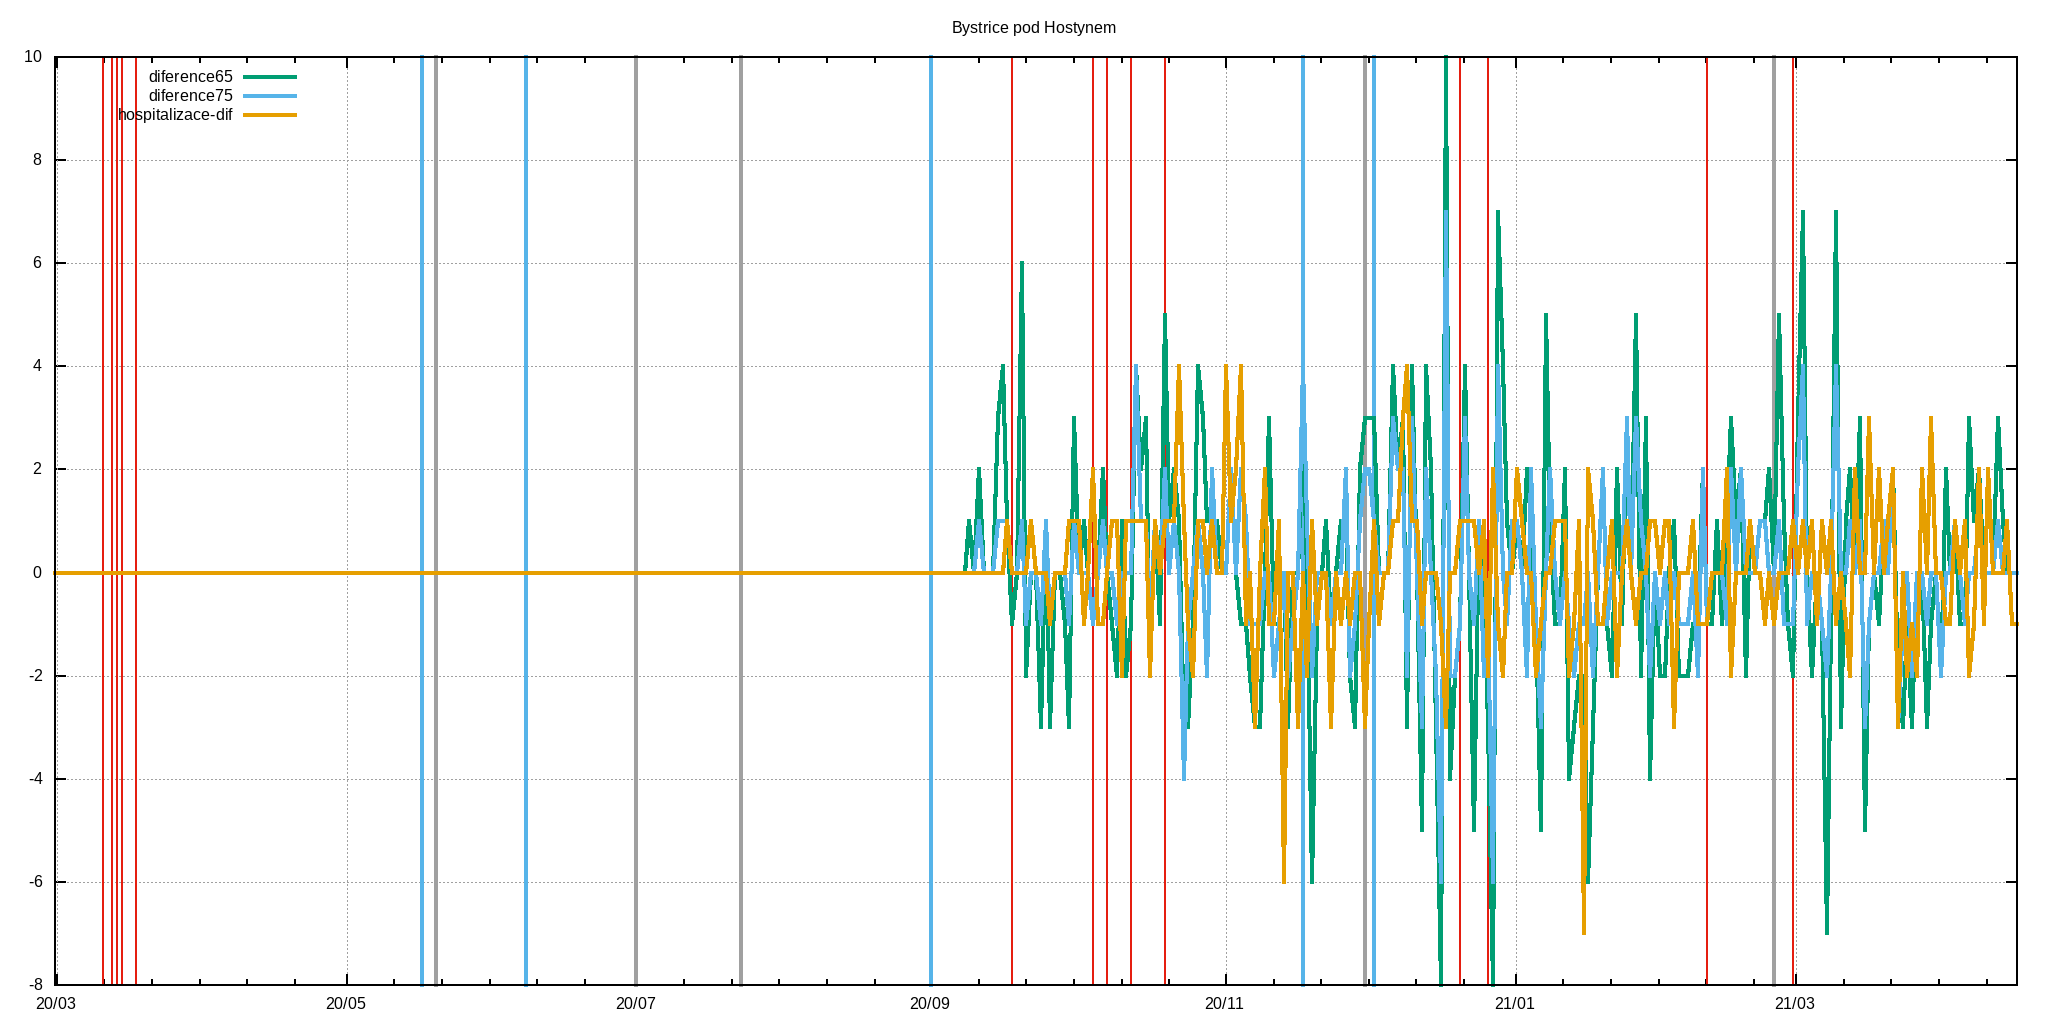 Bystrice pod Hostynem
10
diference65
diference75
hospitalizace-dif
8
6
4
2
0
-2
-4
-6
-8
20/03 20/05 20/07 20/09 20/11 21/01 21/03